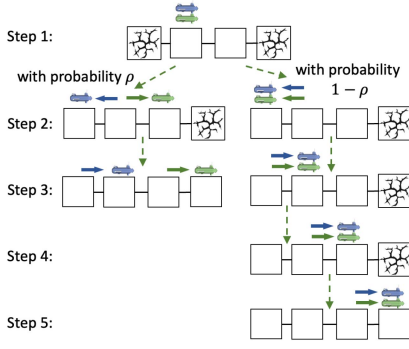 Step 1:
with probability ρ
with probability
1 − ρ
Step 2:
Step 3:
Step 4:
Step 5: